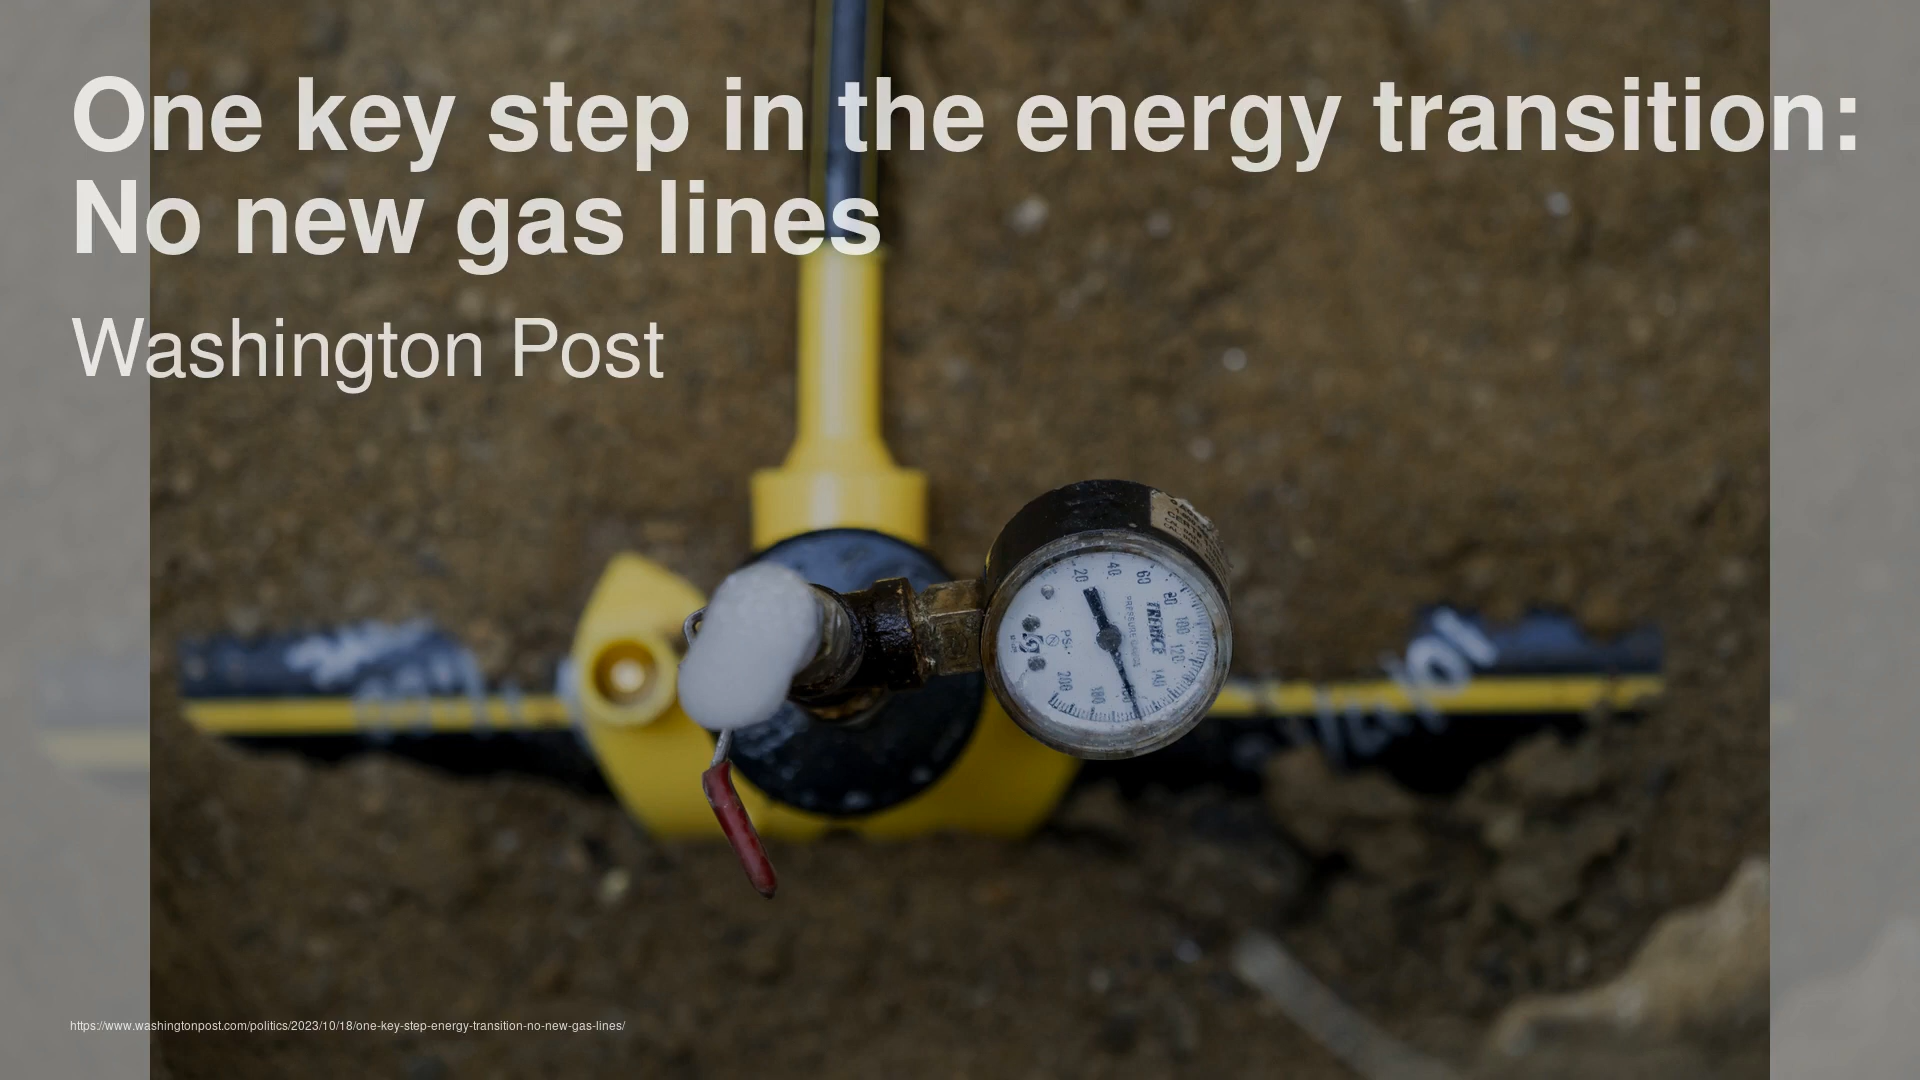 One key step in the energy transition:
No new gas lines
Washington Post
20
40
60
80
100
120
140
180
200
TRERICE
PRESSURE GAUGE
PSI
https://www.washingtonpost.com/politics/2023/10/18/one-key-step-energy-transition-no-new-gas-lines/